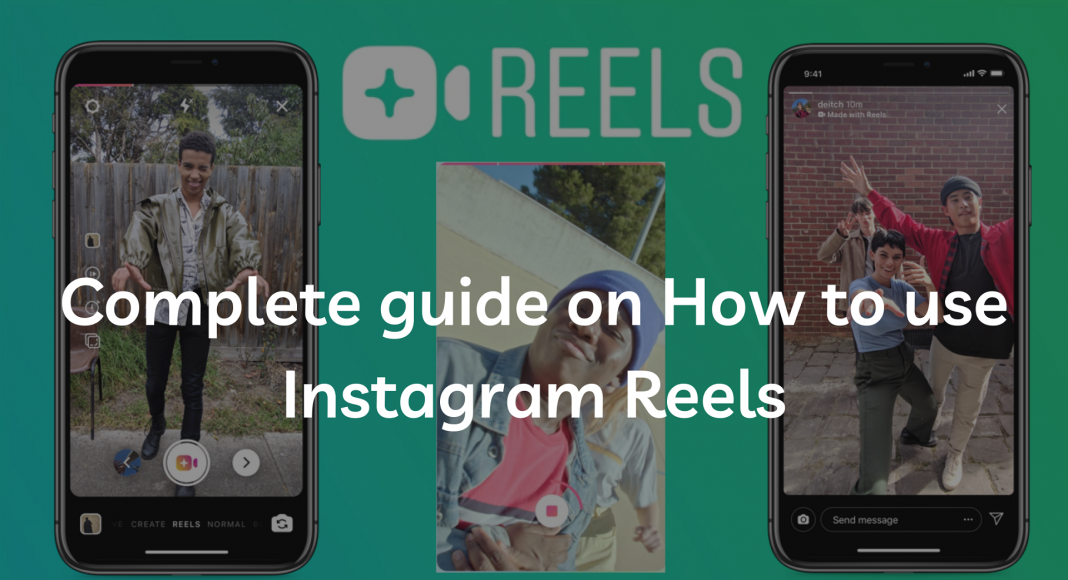 REELS
9:41
deitch 10m
Made with Reels
Complete guide on How to use
Instagram Reels
CREATE REELS NORMAL
Send message